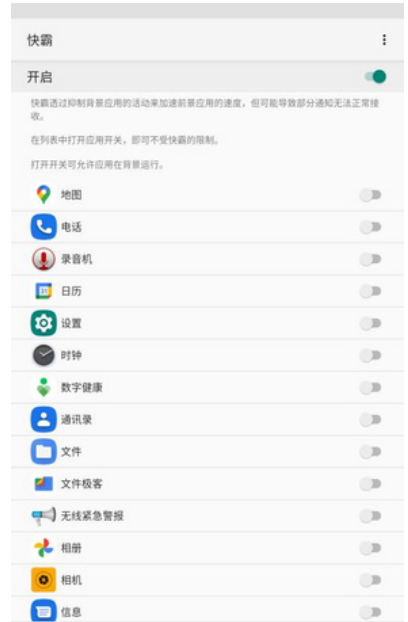 快霸
开启
快霸透过抑制背景应用的活动来加速前景应用的速度，但可能导致部分通知无法正常接
收。
在列表中打开应用开关，即可不受快霸的限制。
打开开关可允许应用在背景运行。
地图
电话
录音机
31 日历
设置
时钟
数字健康
通讯录
文件
文件极客
无线紧急警报
相册
相机
信息